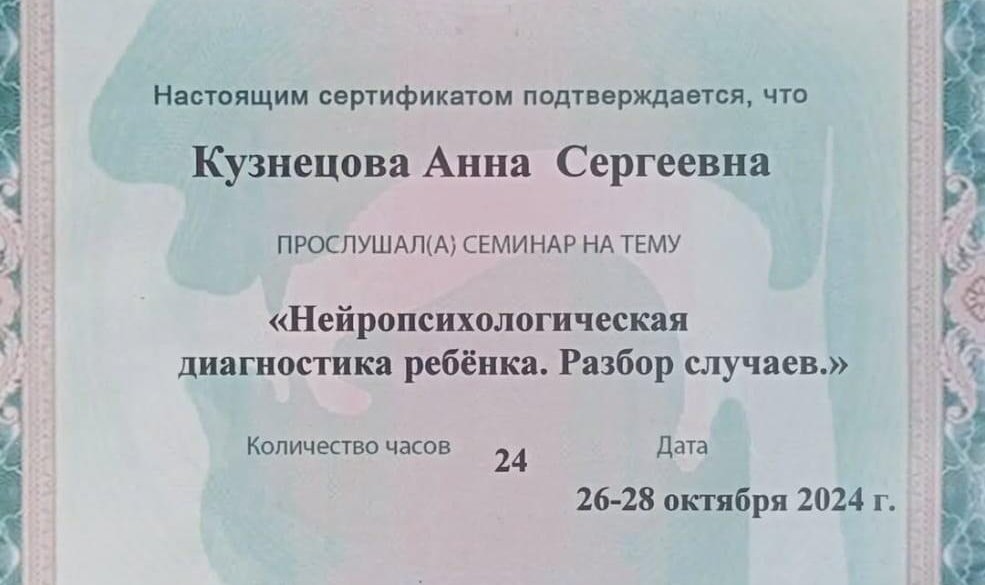 Настоящим сертификатом подтверждается, что
Кузнецова Анна Сергеевна
ПРОСЛУШАЛ(А) СЕМИНАР НА ТЕМУ
«Нейропсихологическая
диагностика ребёнка. Разбор случаев.»
Количество часов 24 Дата
26-28 октября 2024 г.